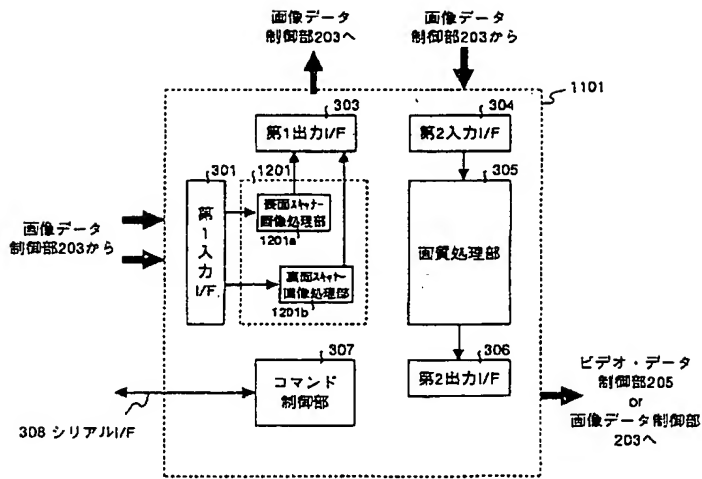 画像データ
制御部203へ
画像データ
制御部203から
1101
303
第1出力I/F
304
第2入力I/F
301
第1入力I/F
1201
表面スキャナー
画像処理部
1201a
裏面スキャナー
画像処理部
1201b
305
画質処理部
画像データ
制御部203から
307
コマンド
制御部
306
第2出力I/F
308 シリアルI/F
ビデオ・データ
制御部205
or
画像データ制御部
203へ